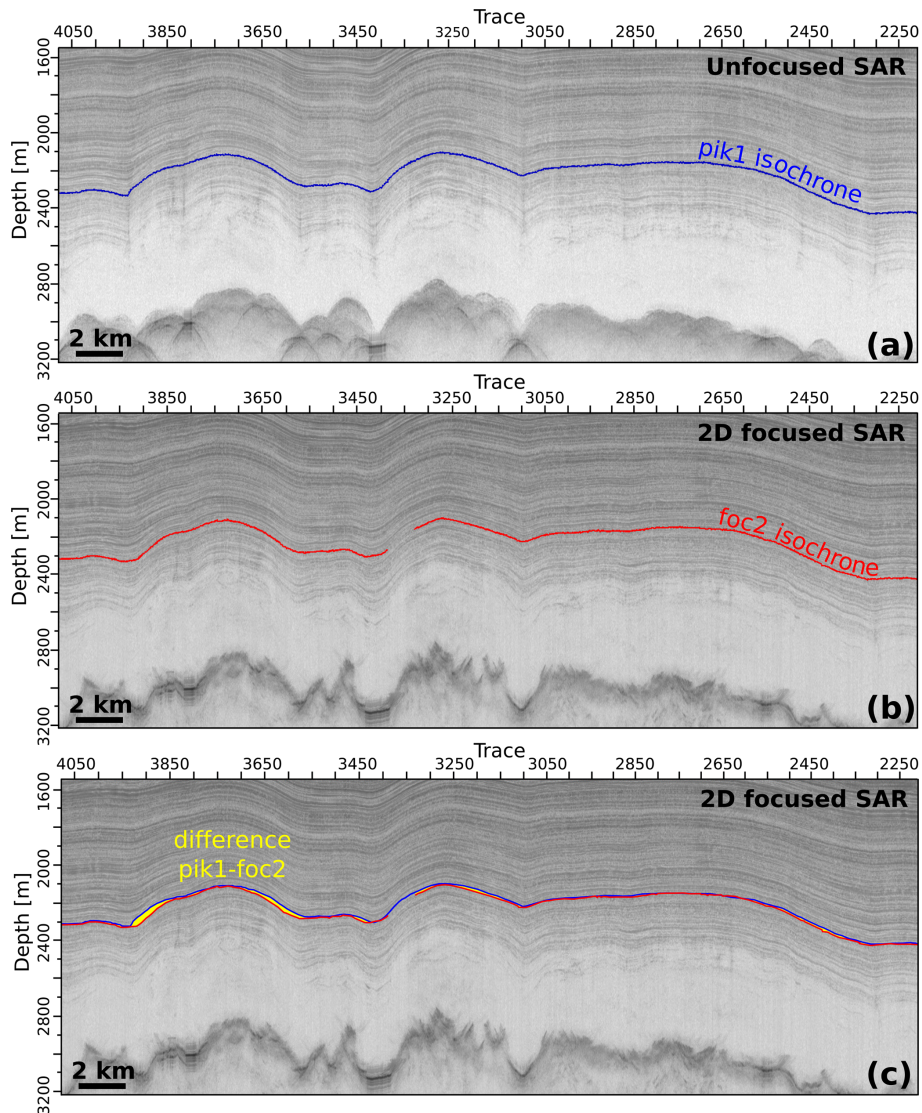 Trace
4050 3850 3650 3450 3250 3050 2850 2650 2450 2250
Unfocused SAR
pik1 isochrone
Depth [m]
1600
2000
2400
2800
3200
2 km
(a)
Trace
4050 3850 3650 3450 3250 3050 2850 2650 2450 2250
2D focused SAR
foc2 isochrone
Depth [m]
1600
2000
2400
2800
3200
2 km
(b)
Trace
4050 3850 3650 3450 3250 3050 2850 2650 2450 2250
2D focused SAR
difference
pik1-foc2
Depth [m]
1600
2000
2400
2800
3200
2 km
(c)